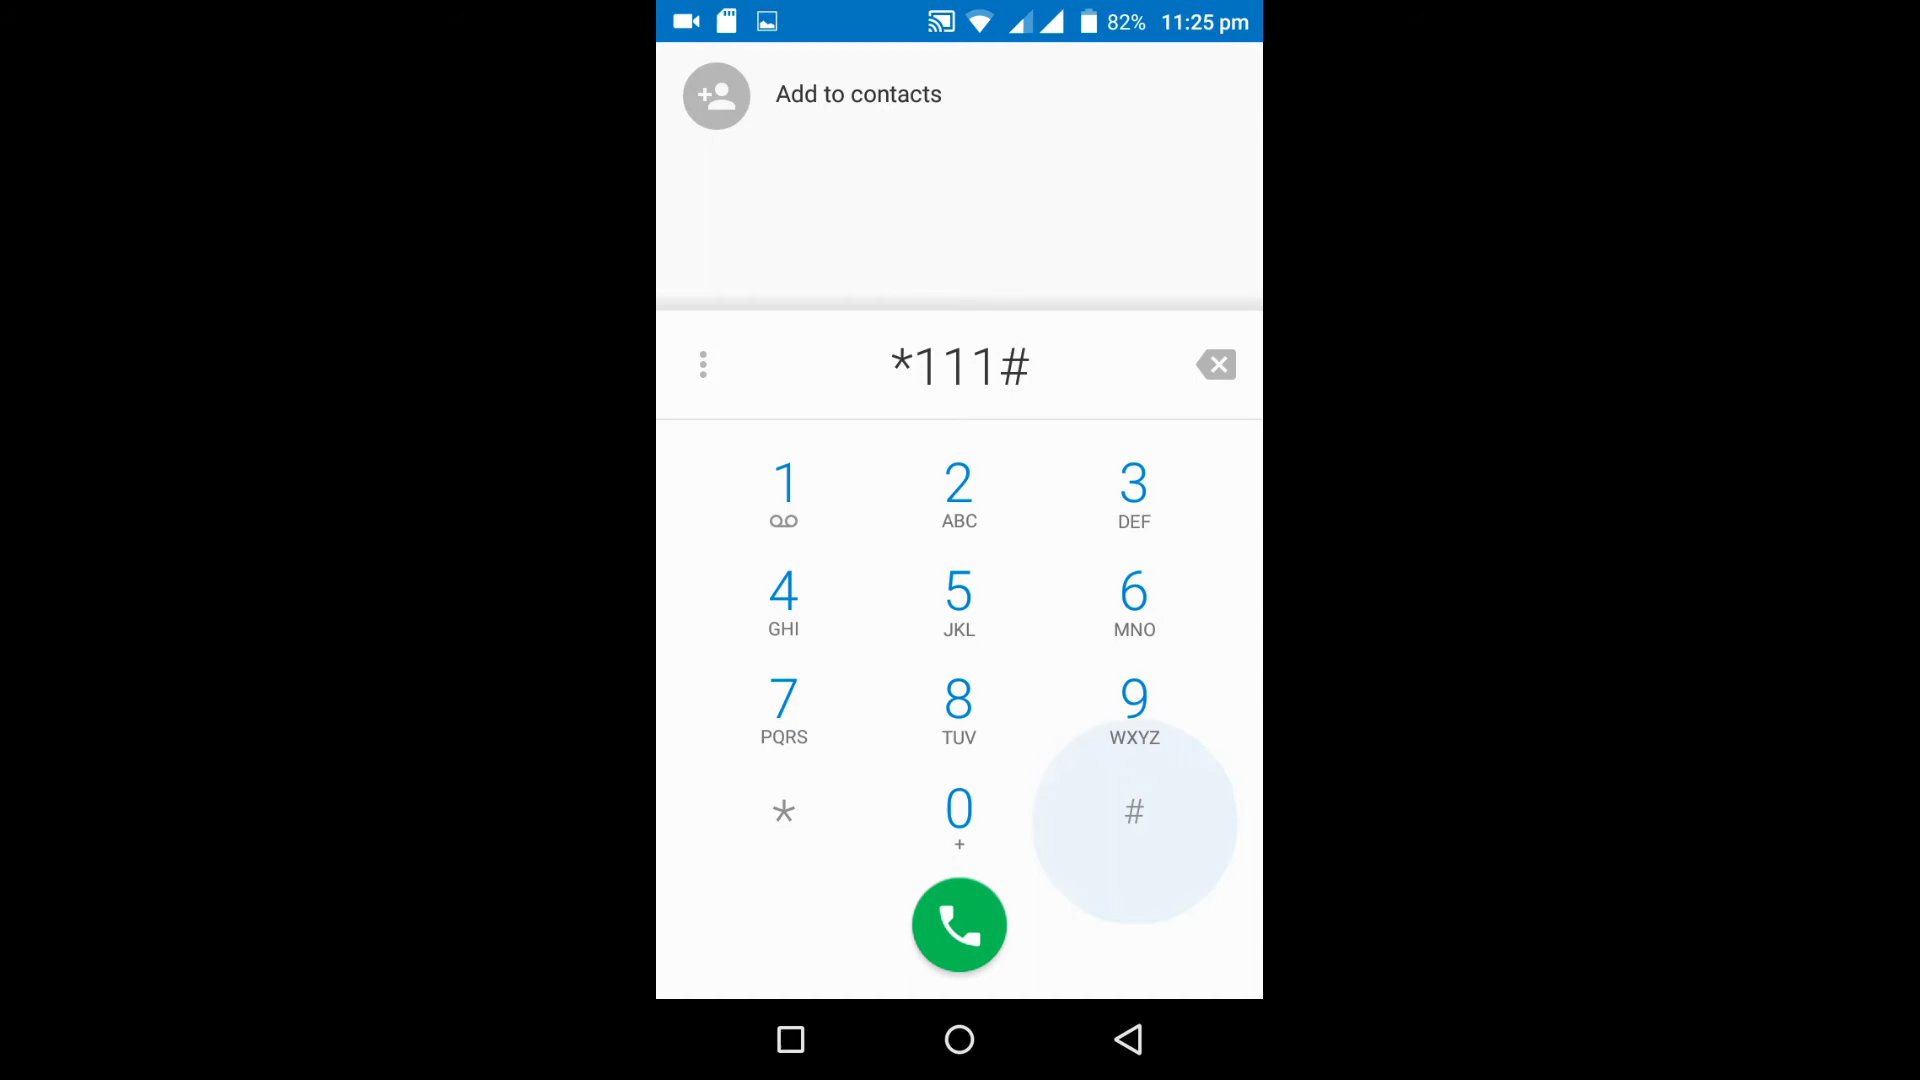 82% 11:25 pm
Add to contacts
*111#
1 2 3
ABC DEF
4 5 6
GHI JKL MNO
7 8 9
PQRS TUV WXYZ
* 0 #
+